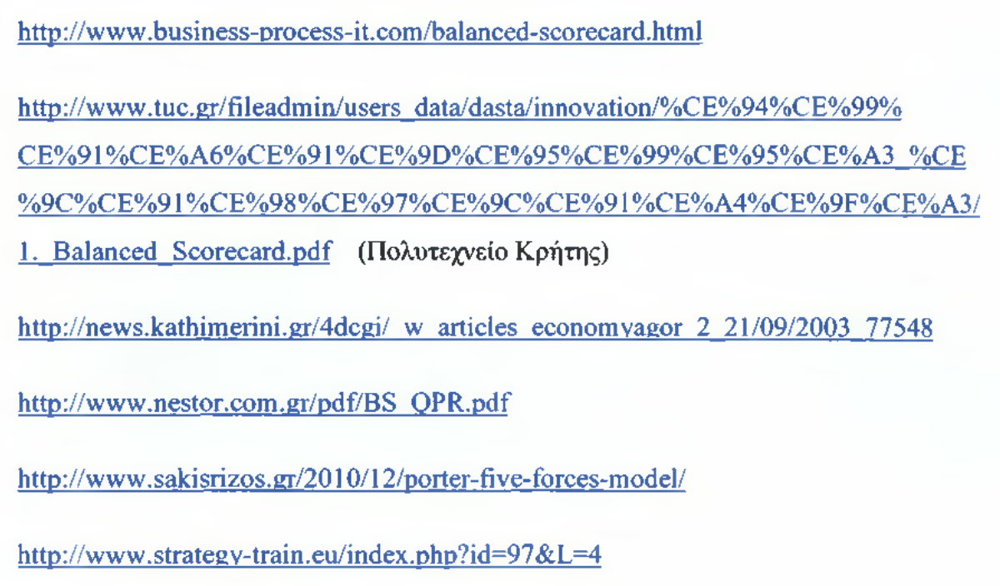 http://www.business-process-it.com/balanced-scorecard.html
http://www.tuc.gr/fileadmin/users_data/dasta/innovation/%CE%94%CE%99%
CE%91%CE%A6%CE%91%CE%9D%CE%95%CE%99%CE%95%CE%A3_%CE
%9C%CE%91%CE%98%CE%97%CE%9C%CE%91%CE%A4%CE%9F%CE%A3/
1._Balanced_Scorecard.pdf (Πολυτεχνείο Κρήτης)
http://news.kathimerini.gr/4dcgi/_w_articles_economyagor_2_21/09/2003_77548
http://www.nestor.com.gr/pdf/BS_QPR.pdf
http://www.sakisrizos.gr/2010/12/porter-five-forces-model/
http://www.strategy-train.eu/index.php?id=97&L=4